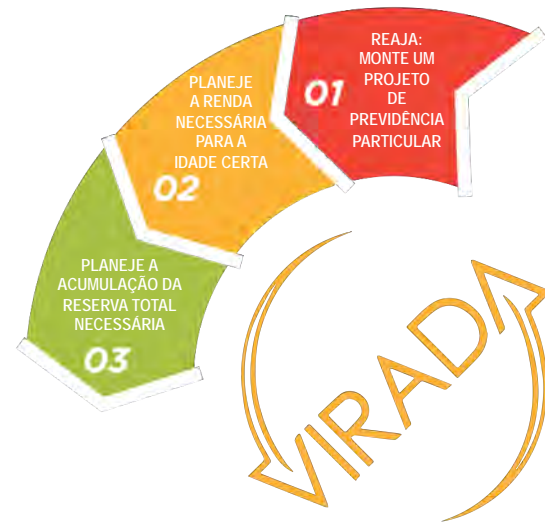 REAJA:
MONTE UM
PROJETO
DE
PREVIDÊNCIA
PARTICULAR
01
PLANEJE
A RENDA
NECESSÁRIA
PARA A
IDADE CERTA
02
PLANEJE A
ACUMULAÇÃO DA
RESERVA TOTAL
NECESSÁRIA
03
VIRADA